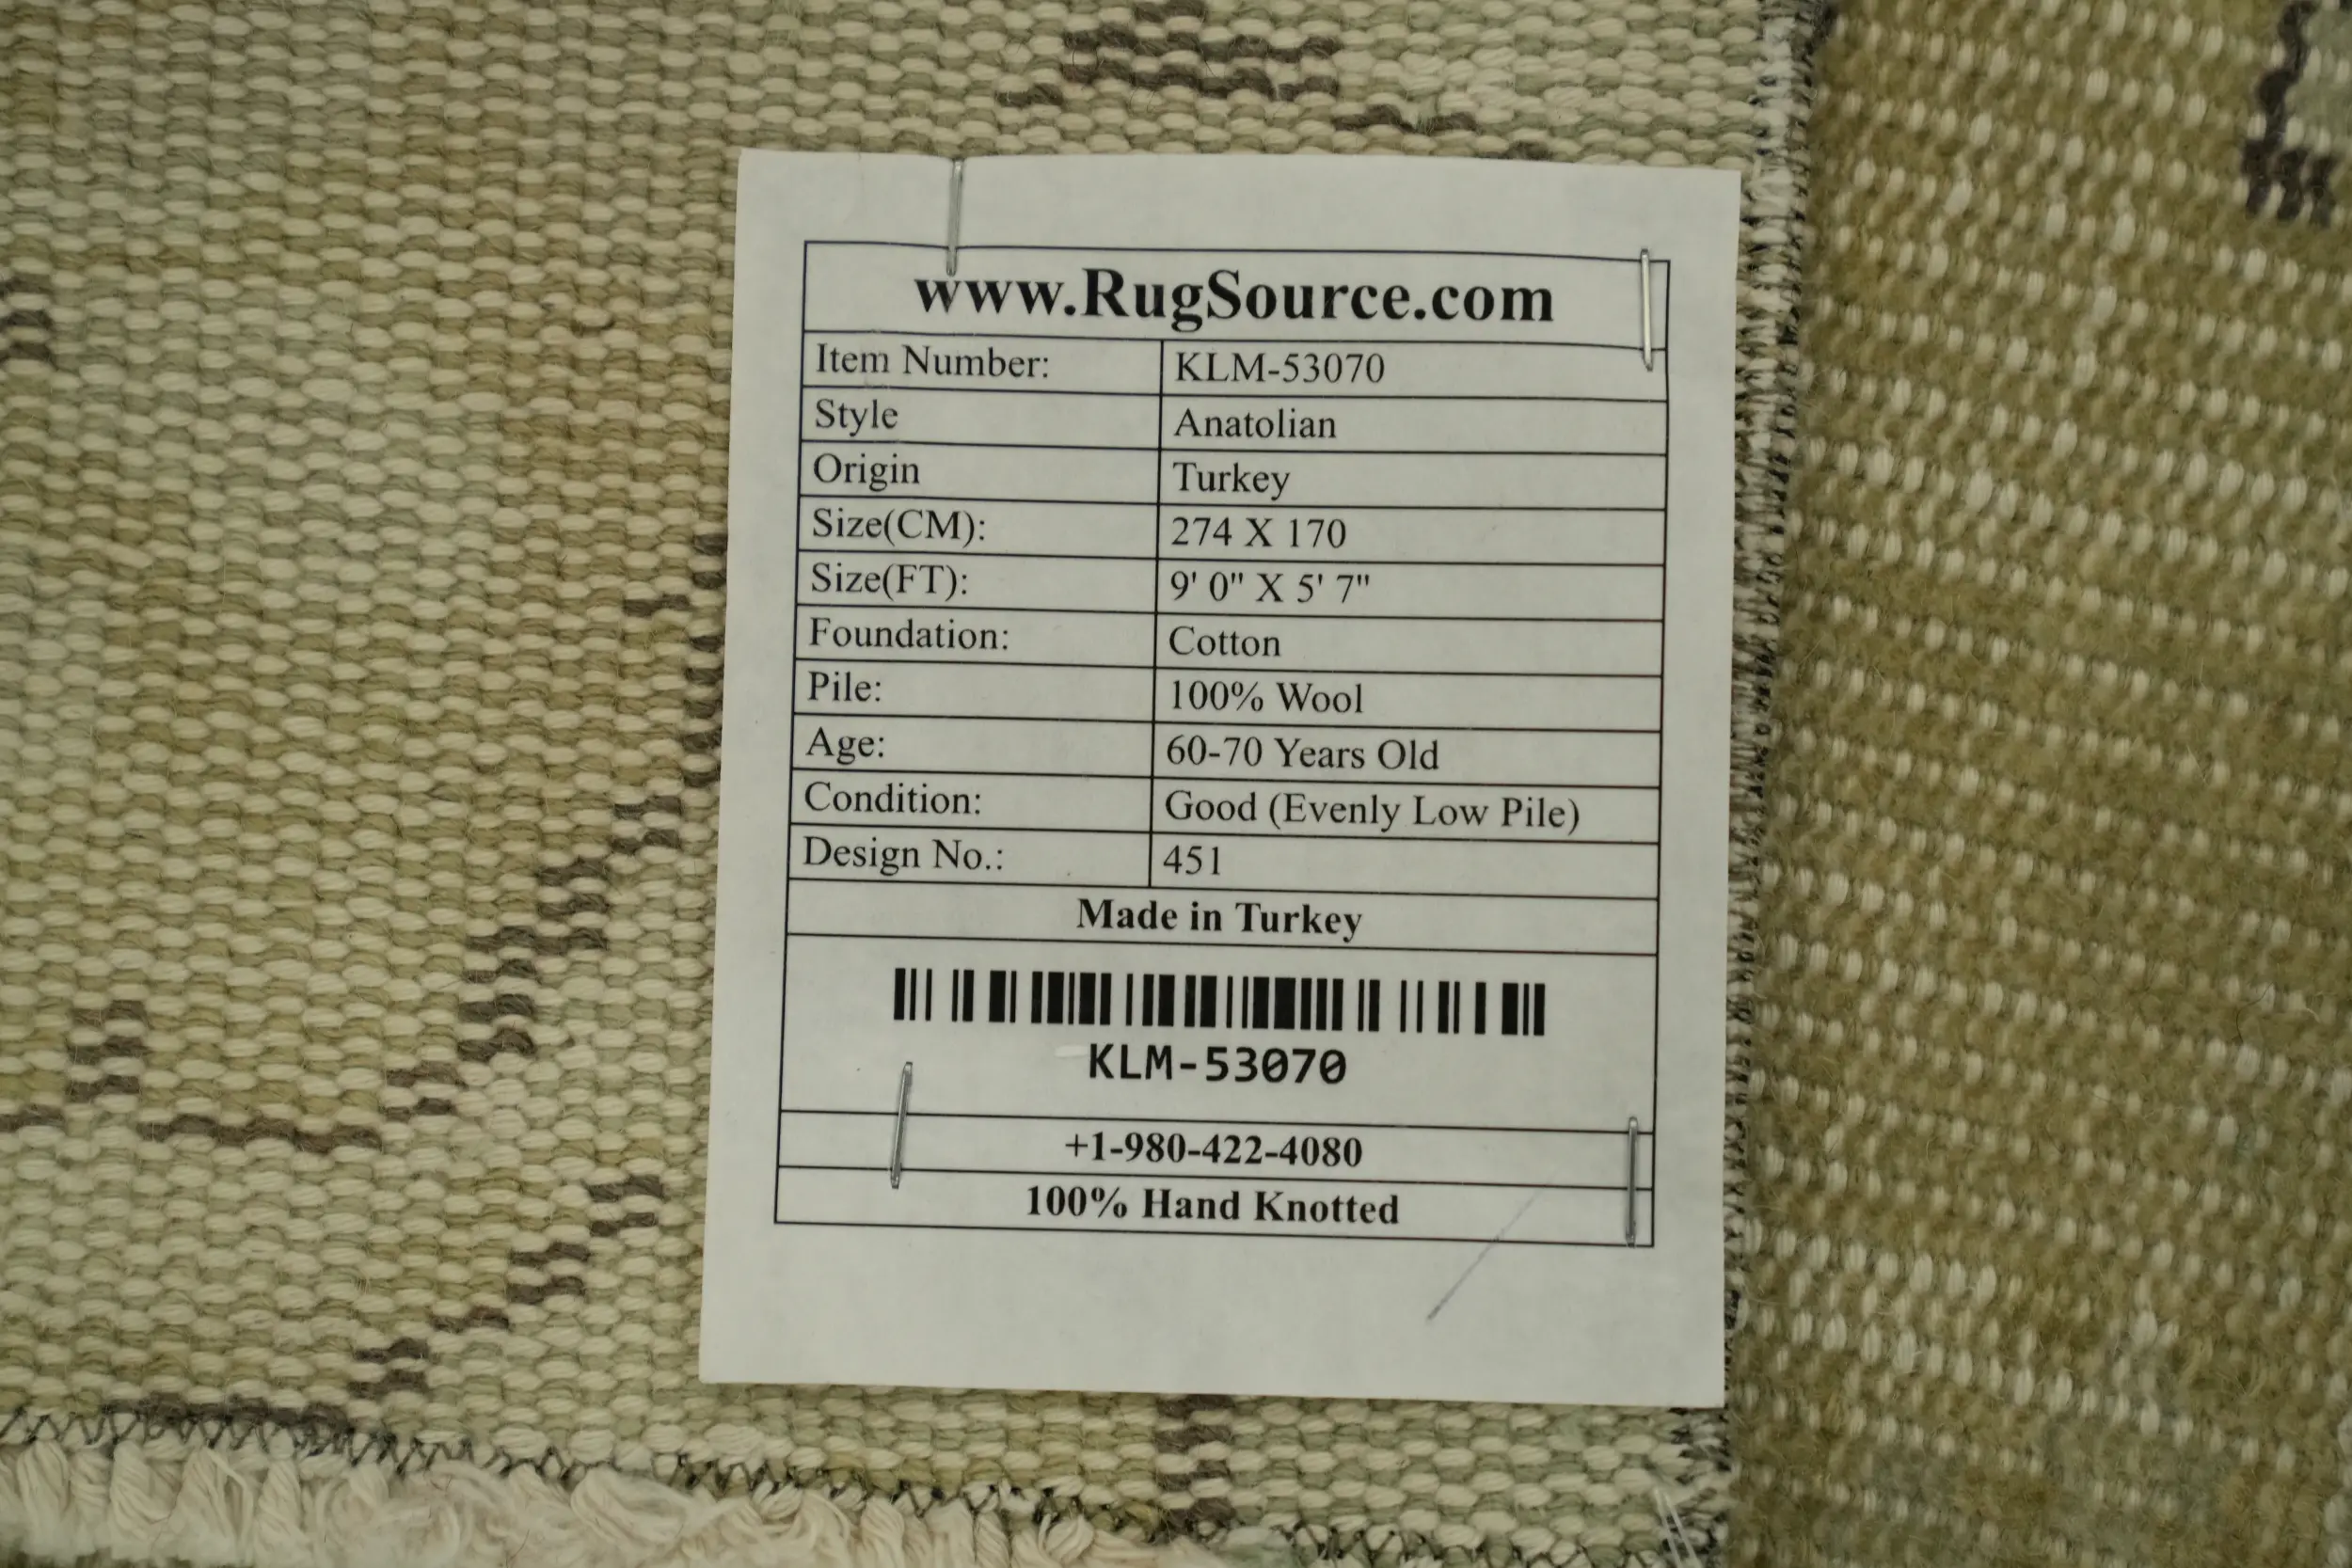 www.RugSource.com
Item Number: KLM-53070
Style Anatolian
Origin Turkey
Size(CM): 274 X 170
Size(FT): 9' 0" X 5' 7"
Foundation: Cotton
Pile: 100% Wool
Age: 60-70 Years Old
Condition: Good (Evenly Low Pile)
Design No.: 451
Made in Turkey
KLM-53070
+1-980-422-4080
100% Hand Knotted